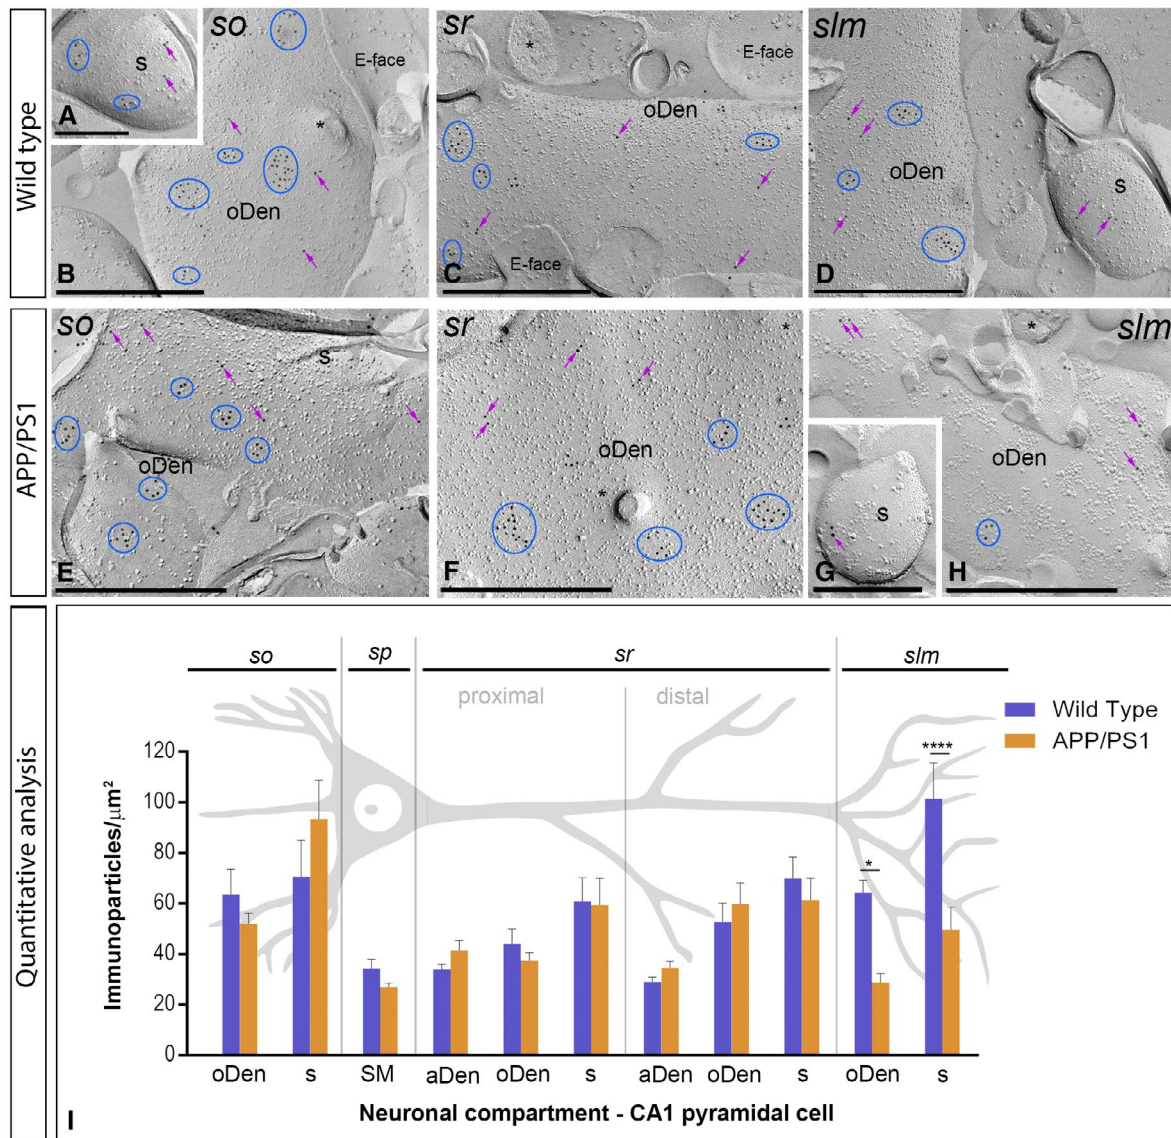 Wild type
A
s
so
E-face
*
oDen
B
sr
*
E-face
oDen
E-face
C
slm
oDen
s
D
APP/PS1
so
s
oDen
E
sr
*
oDen
*
F
slm
*
oDen
s
G
H
Quantitative analysis
so sp sr slm
proximal distal
Wild Type
APP/PS1
Immunoparticles/μm²
120
100
80
60
40
20
0
* ****
oDen s SM aDen oDen s aDen oDen s oDen s
Neuronal compartment - CA1 pyramidal cell
I